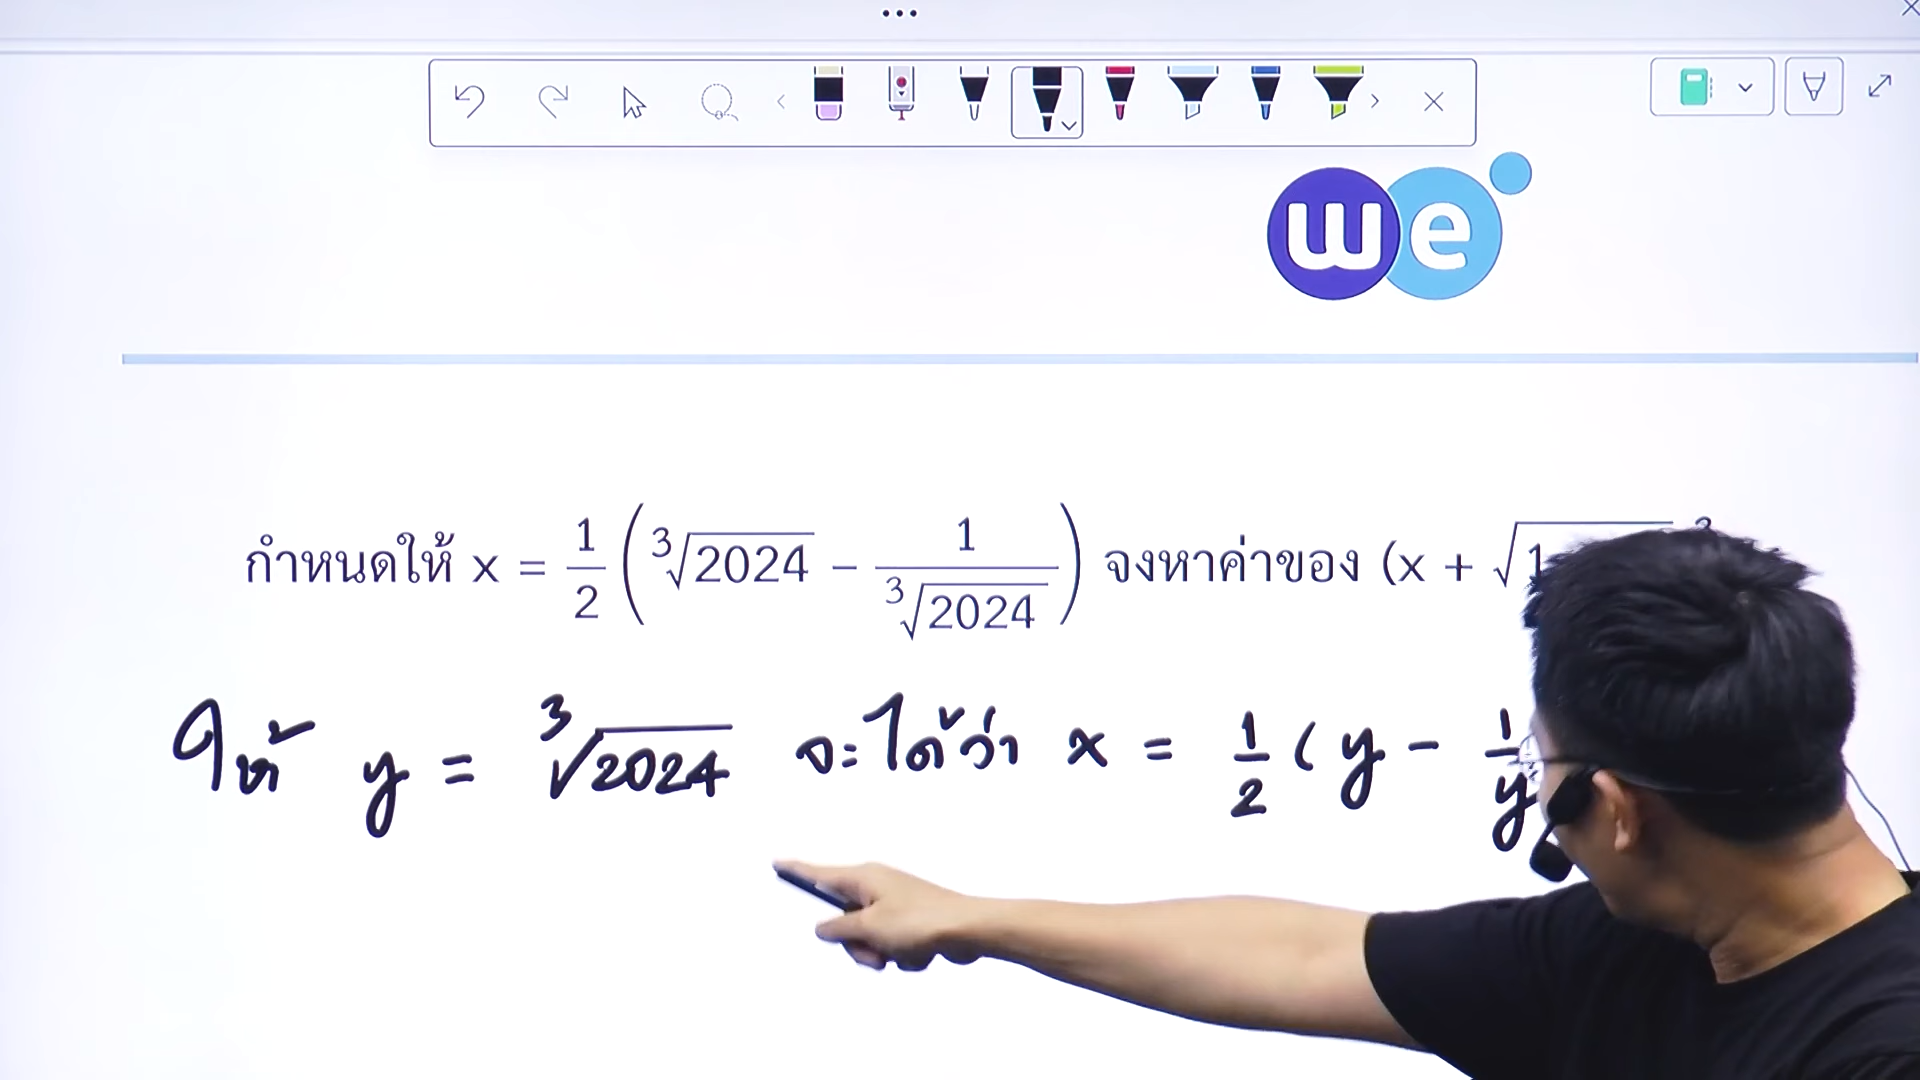 we
กำหนดให้ x = 1/2 (∛2024 − 1/∛2024) จงหาค่าของ (x + √1
ให้ y = ∛2024 จะได้ว่า x = 1/2 (y − 1/y